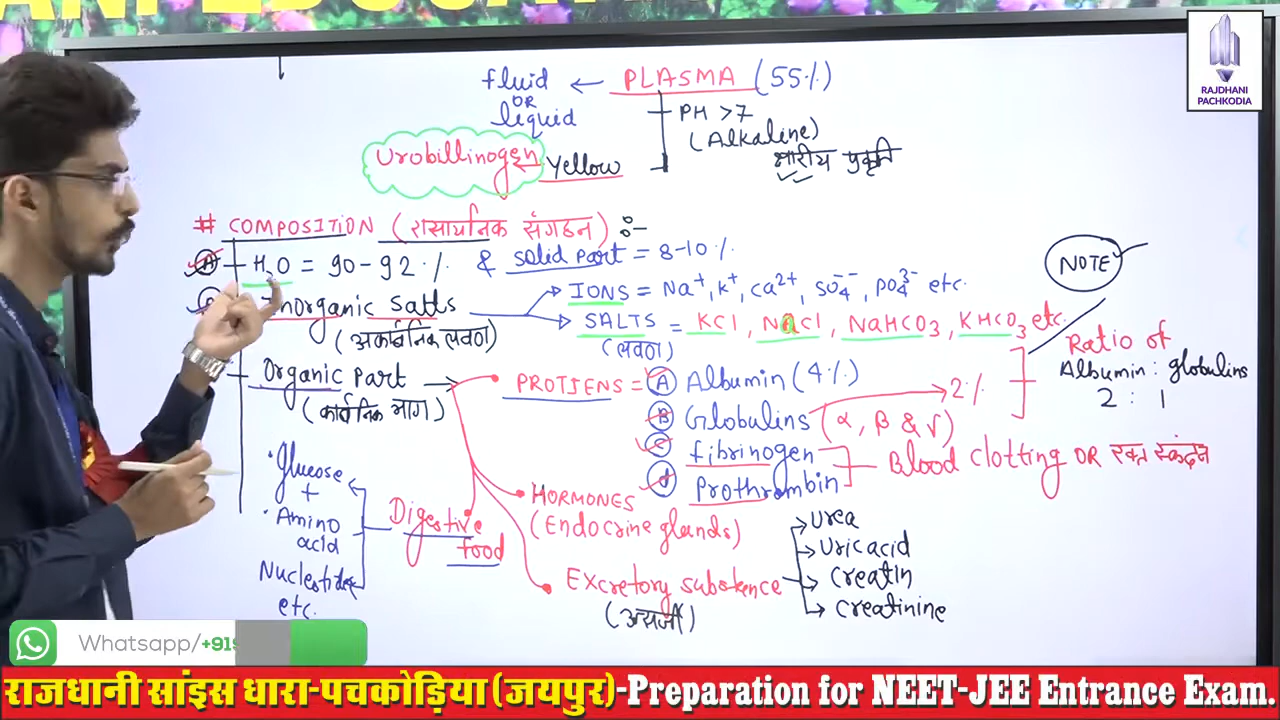 RAJDHANI
PACHKODIA
fluid ← PLASMA (55%)
OR
liquid
PH >7
(Alkaline)
क्षारीय प्रकृति
Urobillinogen
Yellow
# COMPOSITION (रासायनिक संगठन) :-
A H₂O = 90-92% & solid part = 8-10%
Inorganic salts
(अकार्बनिक लवण)
→ IONS = Na⁺, K⁺, Ca²⁺, SO₄⁻⁻, PO₄³⁻ etc.
→ SALTS = KCl, NaCl, NaHCO₃, KHCO₃ etc.
(लवण)
NOTE
Ratio of
Albumin : globulins
2 : 1
Organic part →
(कार्बनिक भाग)
PROTIENS = A Albumin (4%)
B Globulins → 2%
(α, β & γ)
C fibrinogen
d Prothrombin
Blood clotting OR रक्त स्कंदन
HORMONES
(Endocrine glands)
Excretory substence
→ Urea
→ Uric acid
→ Creatin
→ Creatinine
Digestive
food
· Glucose
+
· Amino
acid
etc.
Whatsapp/+919
राजधानी सांइस धारा-पचकोड़िया (जयपुर)-Preparation for NEET-JEE Entrance Exam.